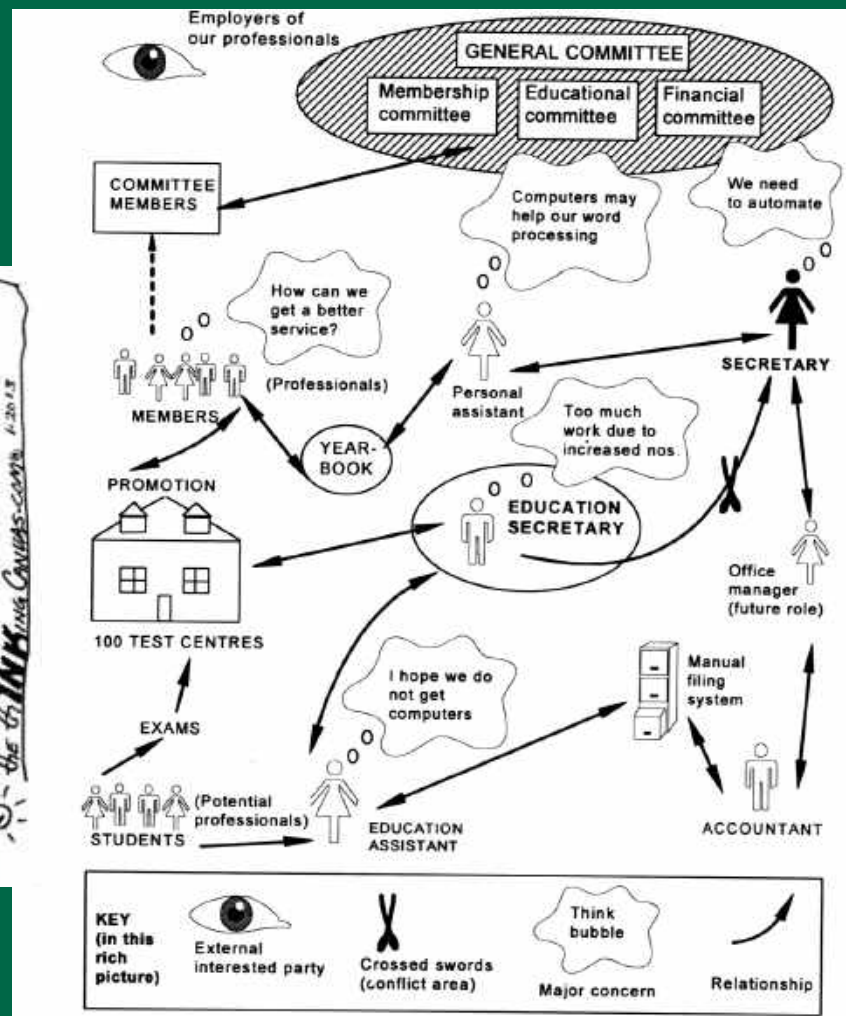 Employers of
our professionals
GENERAL COMMITTEE
Membership
committee
Educational
committee
Financial
committee
COMMITTEE
MEMBERS
Computers may
help our word
processing
We need
to automate
How can we
get a better
service?
(Professionals)
MEMBERS
Personal
assistant
SECRETARY
YEAR-
BOOK
Too much
work due to
increased nos.
PROMOTION
EDUCATION
SECRETARY
100 TEST CENTRES
Office
manager
(future role)
I hope we do
not get
computers
Manual
filing
system
EXAMS
(Potential
professionals)
STUDENTS
EDUCATION
ASSISTANT
ACCOUNTANT
KEY
(in this
rich
picture)
External
interested party
Crossed swords
(conflict area)
Think
bubble
Major concern
Relationship
the thINKingCANVAS.COM